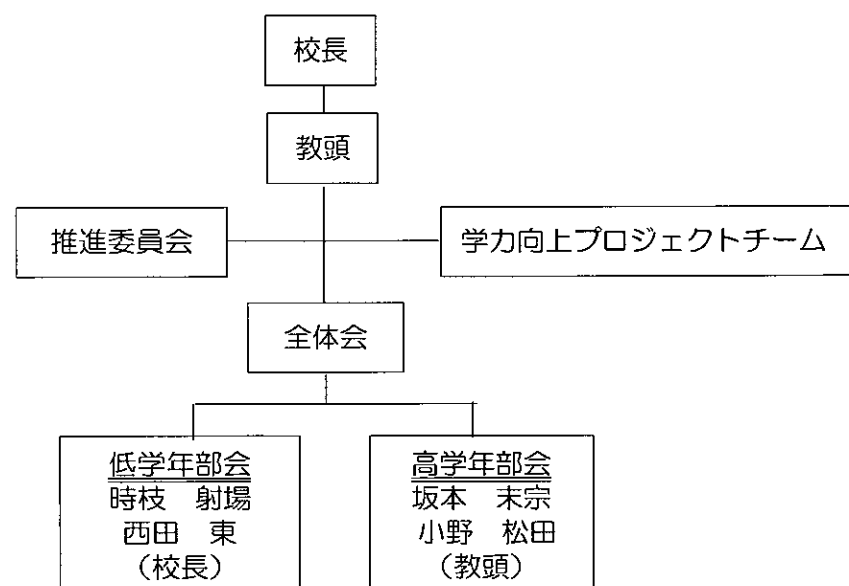 校長
教頭
推進委員会
学力向上プロジェクトチーム
全体会
低学年部会
時枝　射場
西田　東
（校長）
高学年部会
坂本　末宗
小野　松田
（教頭）